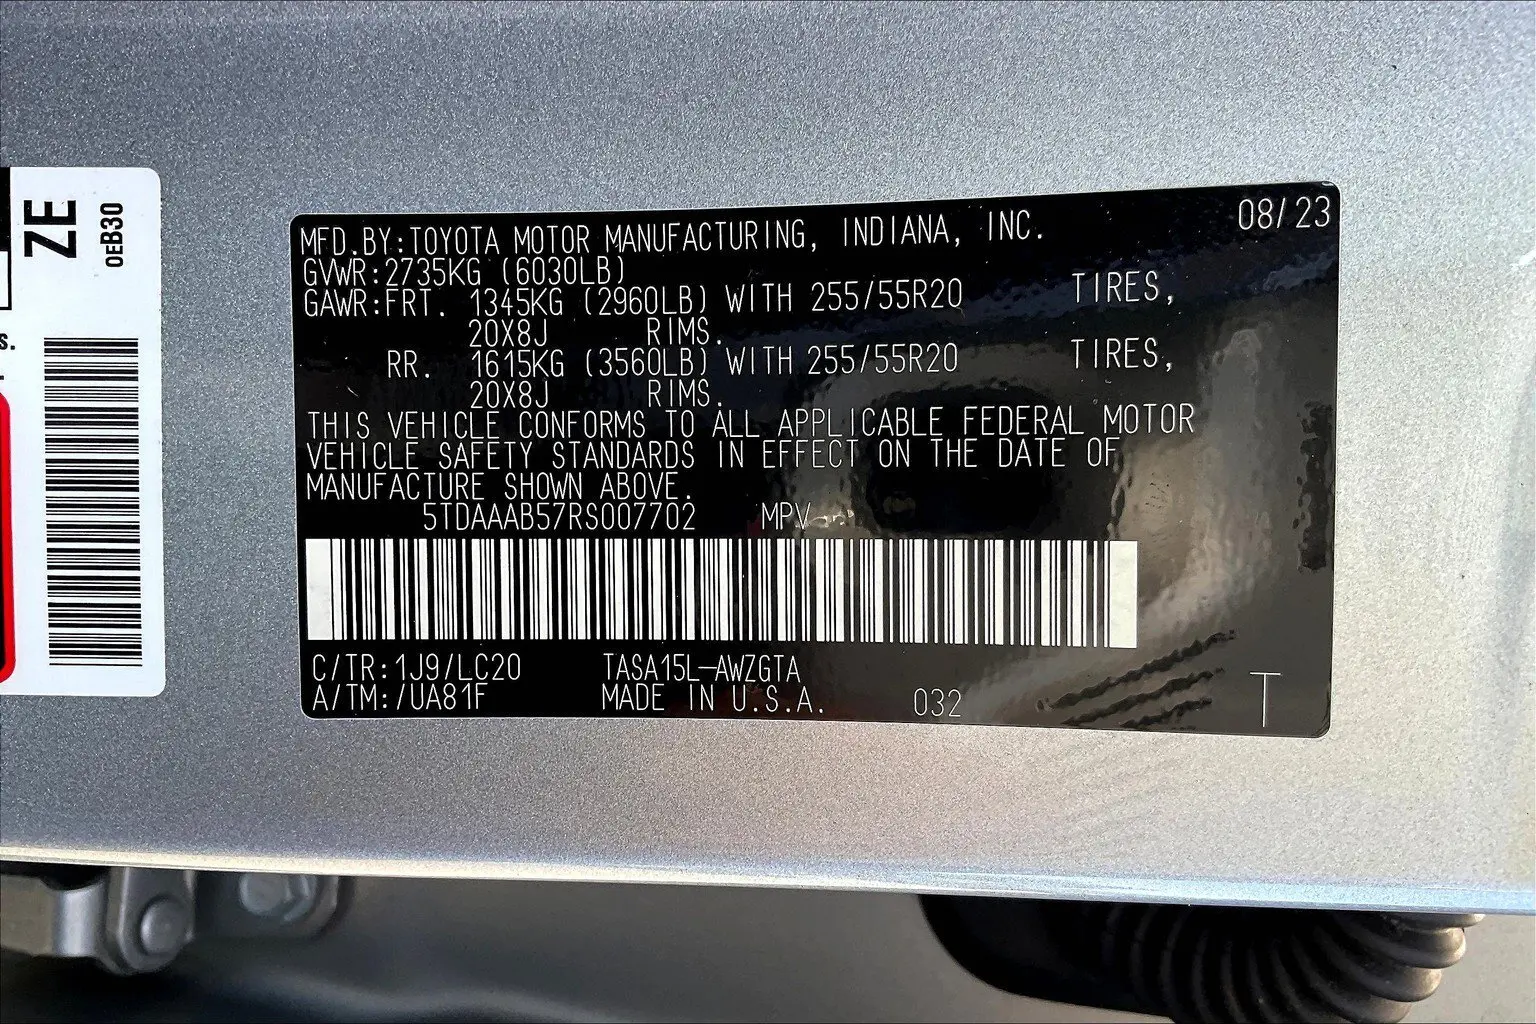 ZE
0EB30
s.
MFD.BY:TOYOTA MOTOR MANUFACTURING, INDIANA, INC. 08/23
GVWR:2735KG (6030LB)
GAWR:FRT. 1345KG (2960LB) WITH 255/55R20 TIRES,
20X8J RIMS.
RR. 1615KG (3560LB) WITH 255/55R20 TIRES,
20X8J RIMS.
THIS VEHICLE CONFORMS TO ALL APPLICABLE FEDERAL MOTOR
VEHICLE SAFETY STANDARDS IN EFFECT ON THE DATE OF
MANUFACTURE SHOWN ABOVE.
5TDAAAB57RS007702 MPV
C/TR:1J9/LC20 TASA15L-AWZGTA
A/TM:/UA81F MADE IN U.S.A. 032 T